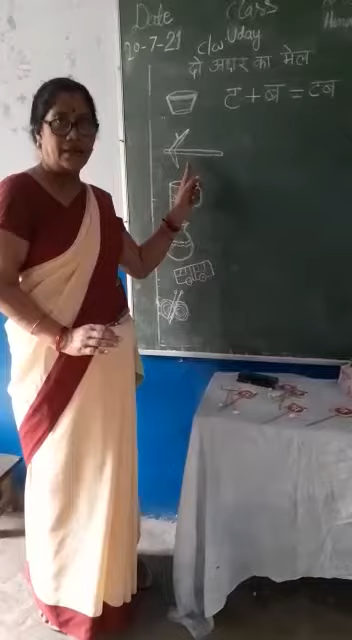 Date Class
20-7-21 c/w Uday
दो अक्षर का मेल
ट + ब = टब